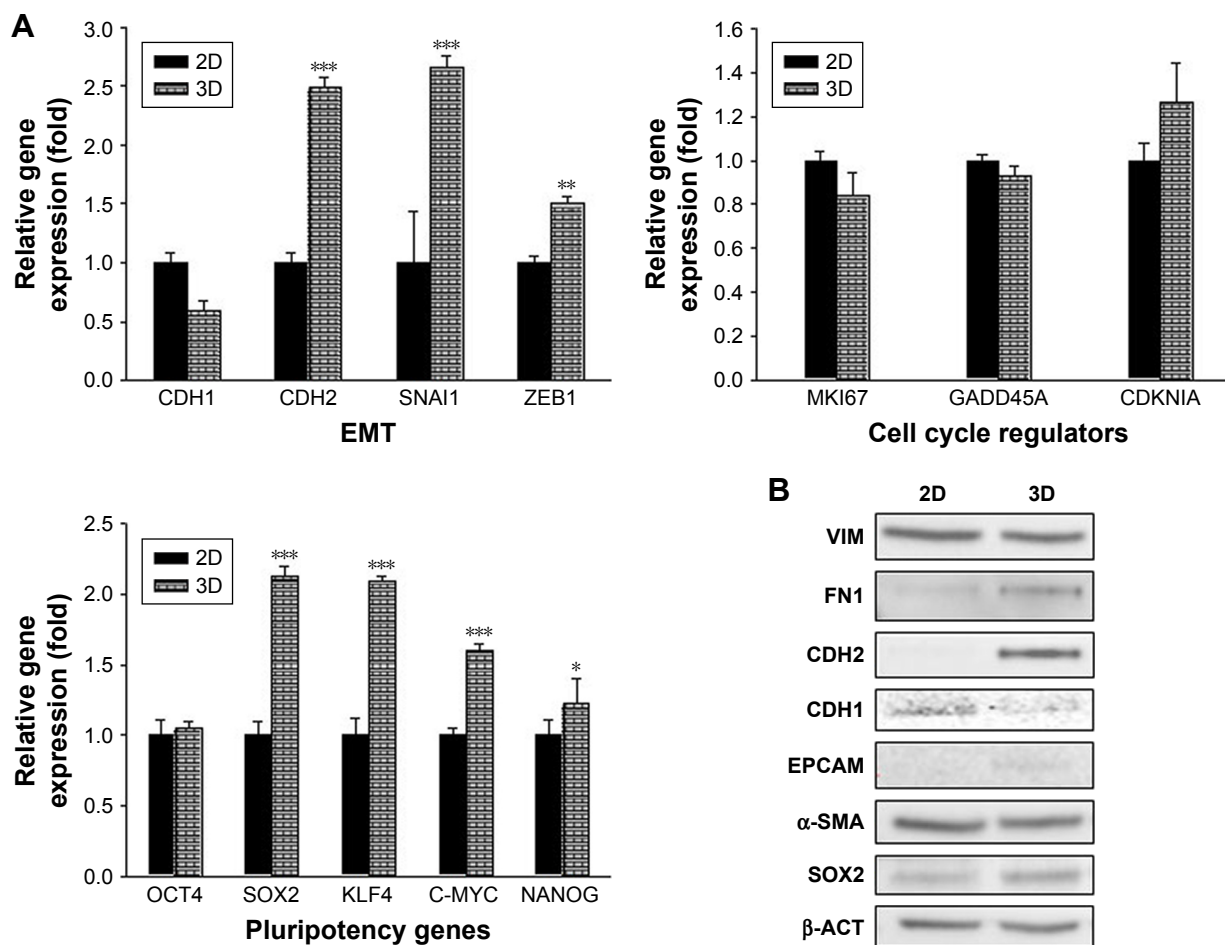 A
3.0
2.5
2.0
1.5
1.0
0.5
0.0
Relative gene
expression (fold)
2D
3D
***
***
**
CDH1 CDH2 SNAI1 ZEB1
EMT
1.6
1.4
1.2
1.0
0.8
0.6
0.4
0.2
0.0
Relative gene
expression (fold)
2D
3D
MKI67 GADD45A CDKNIA
Cell cycle regulators
2.5
2.0
1.5
1.0
0.5
0.0
Relative gene
expression (fold)
2D
3D
***
***
***
*
OCT4 SOX2 KLF4 C-MYC NANOG
Pluripotency genes
B
2D 3D
VIM
FN1
CDH2
CDH1
EPCAM
α-SMA
SOX2
β-ACT